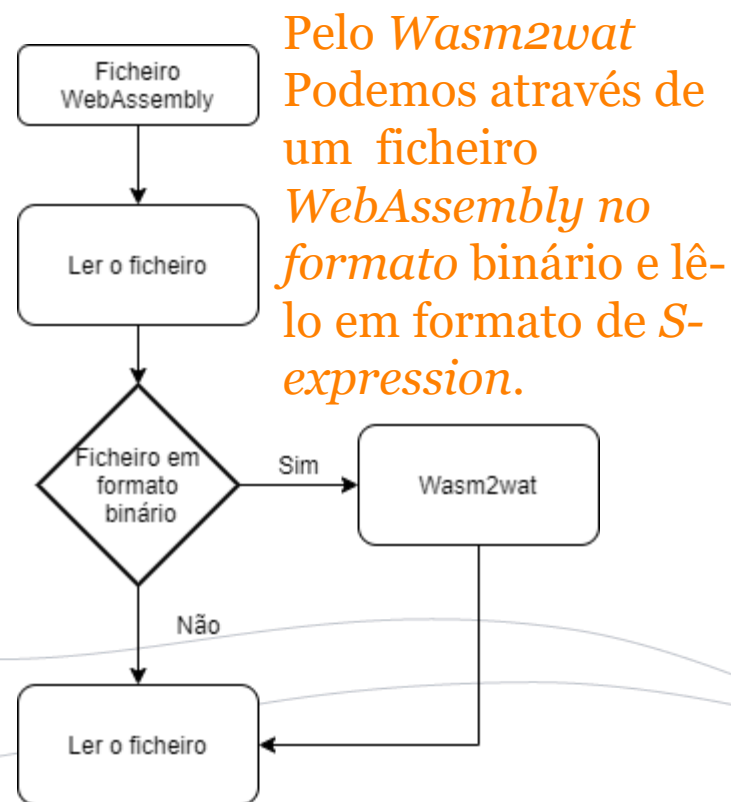 Pelo Wasm2wat
Podemos através de
um ficheiro
WebAssembly no
formato binário e lê-
lo em formato de S-
expression.
Ficheiro
WebAssembly
Ler o ficheiro
Ficheiro em
formato
binário
Sim
Wasm2wat
Não
Ler o ficheiro